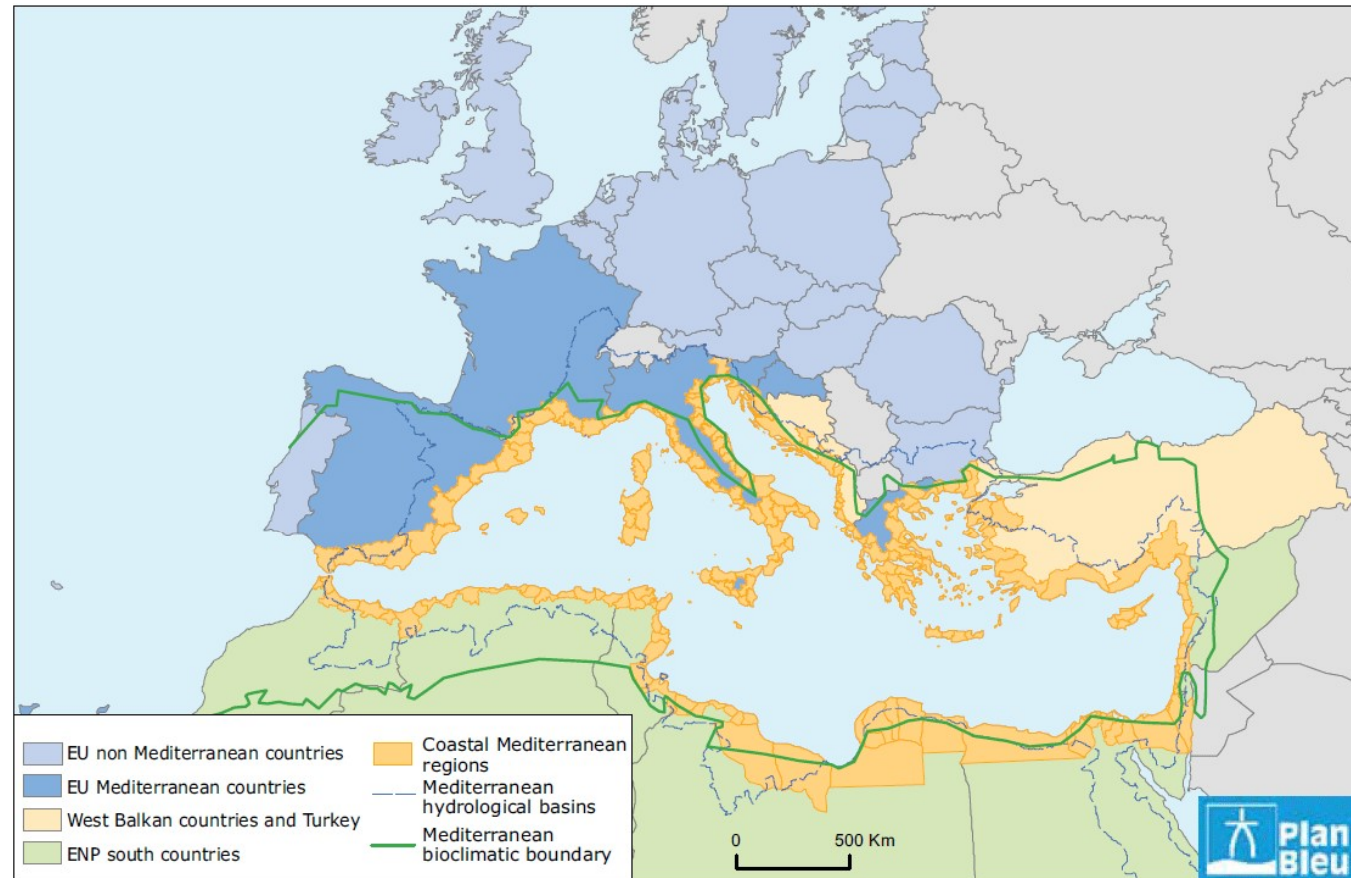 EU non Mediterranean countries
EU Mediterranean countries
West Balkan countries and Turkey
ENP south countries
Coastal Mediterranean
regions
Mediterranean
hydrological basins
Mediterranean
bioclimatic boundary
0 500 Km
Plan
Bleu